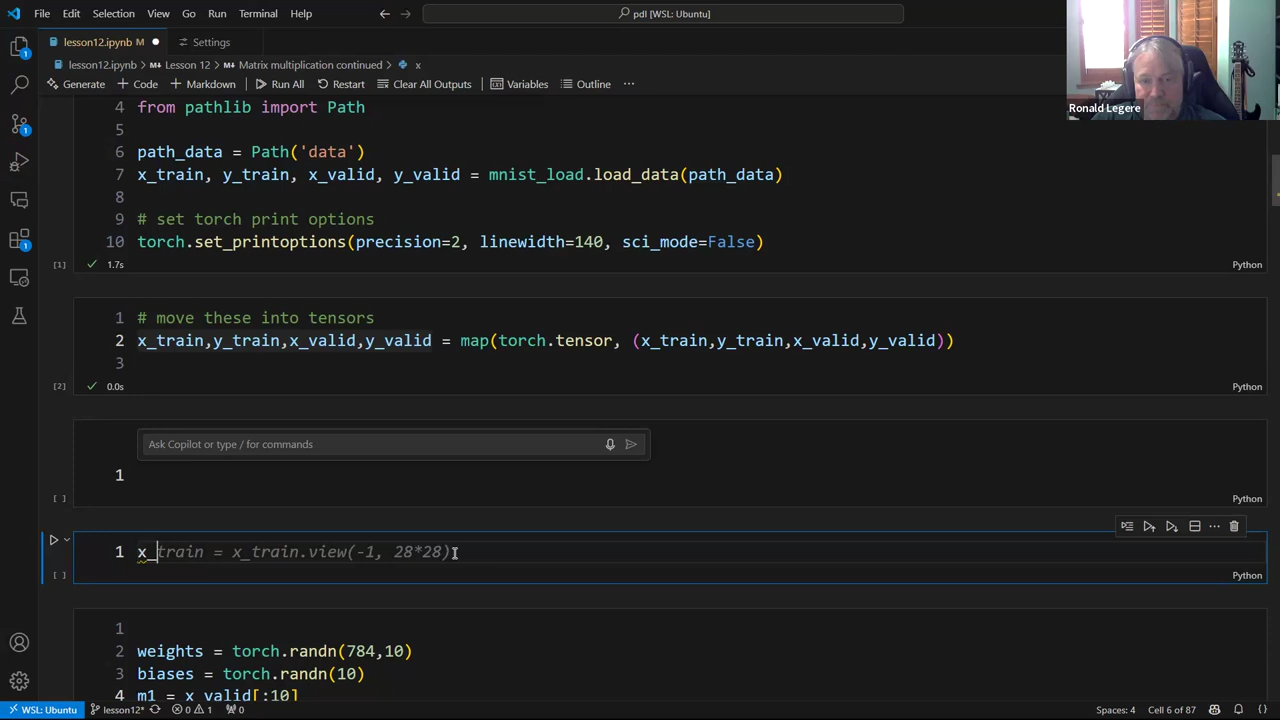 File Edit Selection View Go Run Terminal Help
pdl [WSL: Ubuntu]
lesson12.ipynb M
Settings
lesson12.ipynb > M↓ Lesson 12 > M↓ Matrix multiplication continued > x
Generate + Code + Markdown Run All Restart Clear All Outputs Variables Outline ...
Ronald Legere
4 from pathlib import Path
5
6 path_data = Path('data')
7 x_train, y_train, x_valid, y_valid = mnist_load.load_data(path_data)
8
9 # set torch print options
10 torch.set_printoptions(precision=2, linewidth=140, sci_mode=False)
[1] ✓ 1.7s Python
1 # move these into tensors
2 x_train,y_train,x_valid,y_valid = map(torch.tensor, (x_train,y_train,x_valid,y_valid))
3
[2] ✓ 0.0s Python
Ask Copilot or type / for commands
1
[ ] Python
1 x_train = x_train.view(-1, 28*28)
[ ] Python
1
2 weights = torch.randn(784,10)
3 biases = torch.randn(10)
4 m1 = x_valid[:10]
WSL: Ubuntu lesson12* 0 1 0 Spaces: 4 Cell 6 of 87